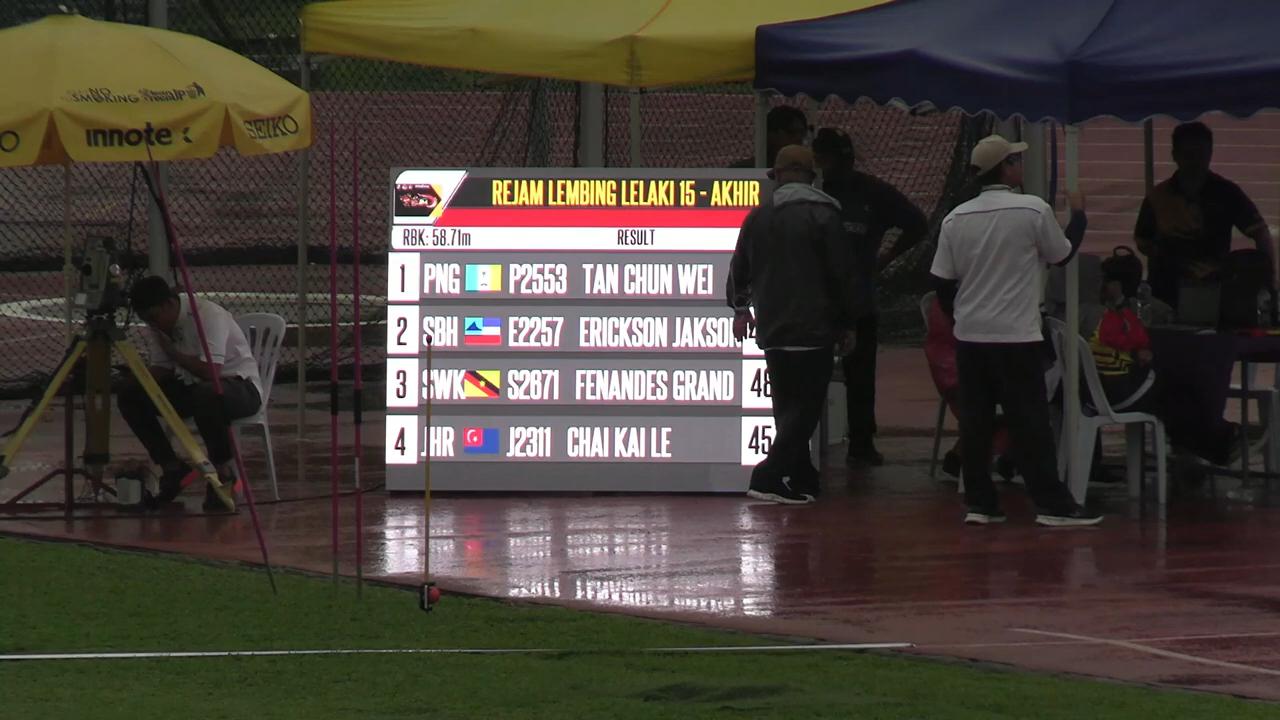 NO
SMOKING
innote
SEIKO
REJAM LEMBING LELAKI 15 - AKHIR
RBK: 58.71m RESULT
1 PNG P2553 TAN CHUN WEI
2 SBH E2257 ERICKSON JAKSON
3 SWK S2671 FENANDES GRAND 48
4 JHR J2311 CHAI KAI LE 45